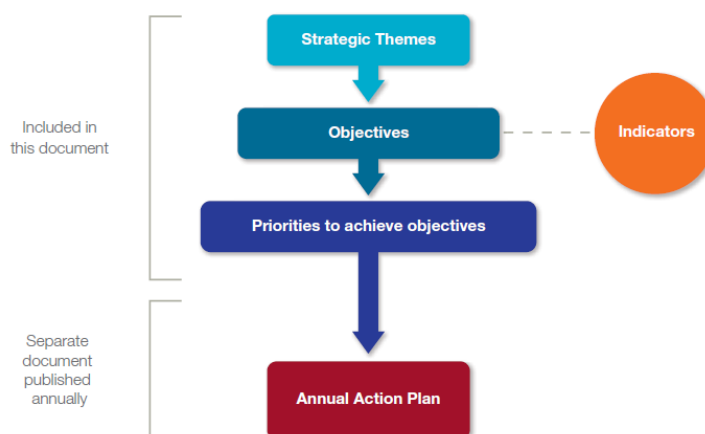 Strategic Themes
Included in
this document
Objectives
Indicators
Priorities to achieve objectives
Separate
document
published
annually
Annual Action Plan